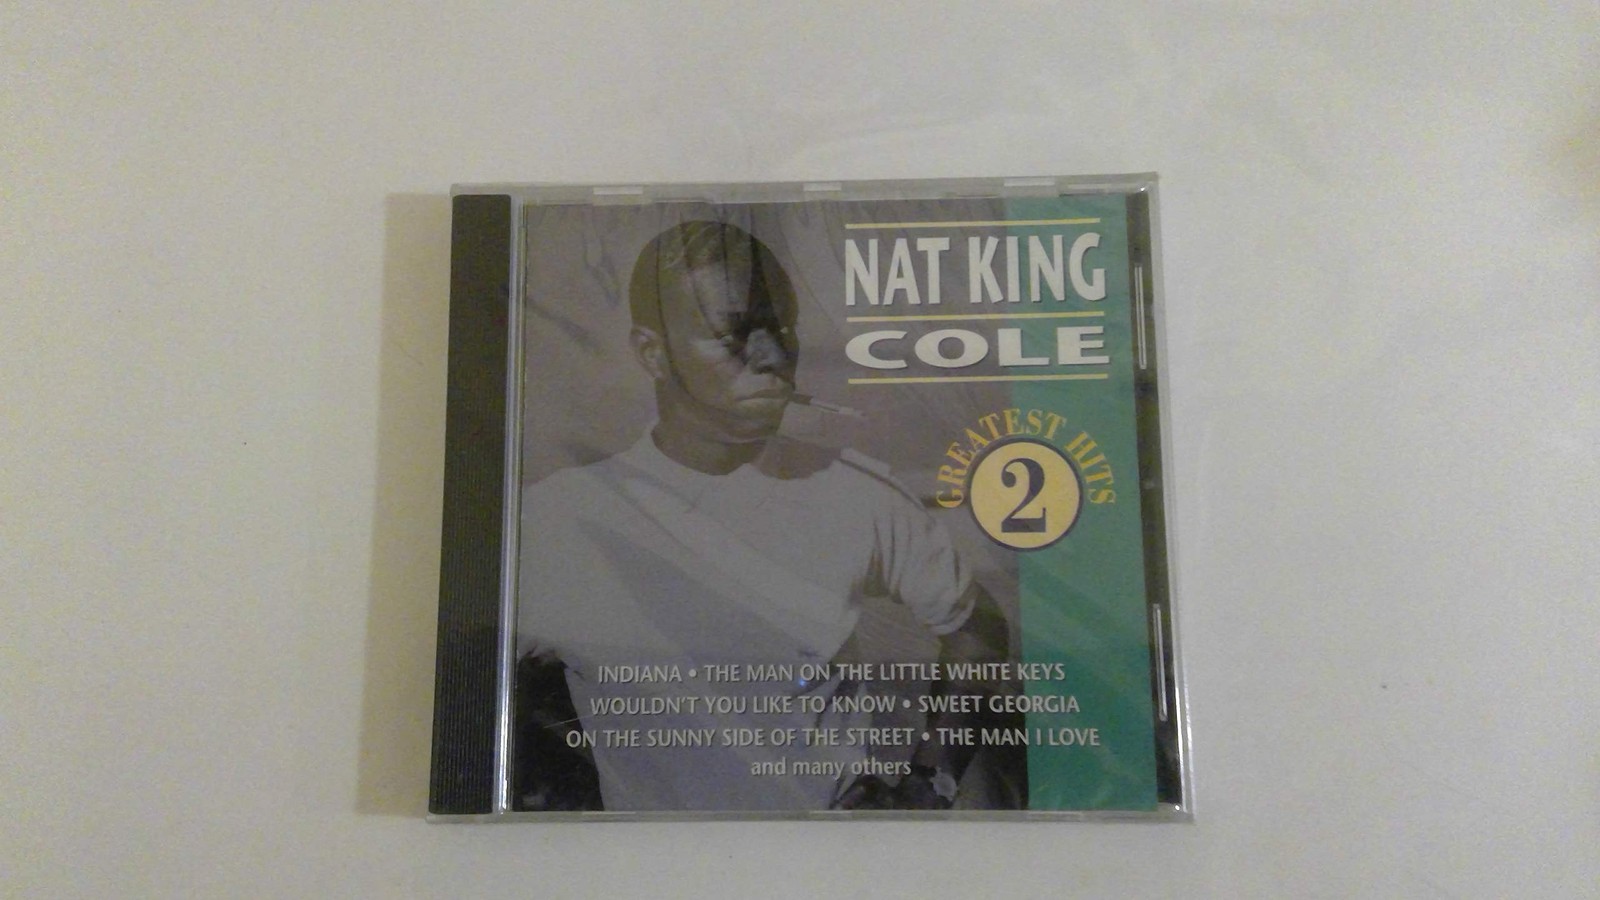 NAT KING
COLE
GREATEST HITS
2
INDIANA • THE MAN ON THE LITTLE WHITE KEYS
WOULDN'T YOU LIKE TO KNOW • SWEET GEORGIA
ON THE SUNNY SIDE OF THE STREET • THE MAN I LOVE
and many others